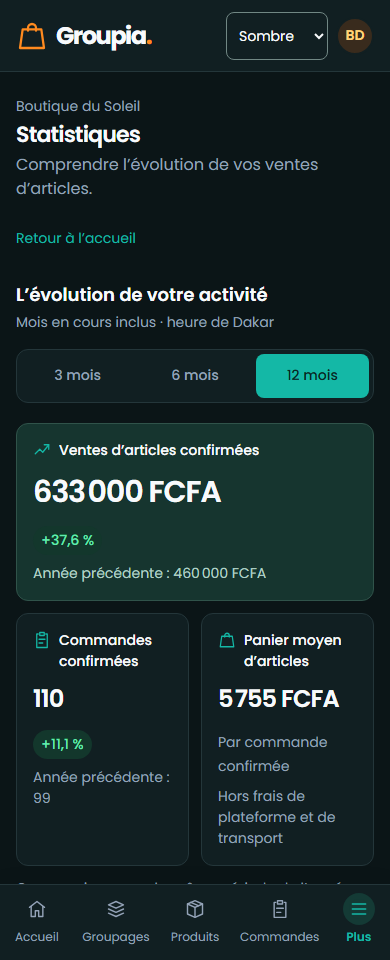 Groupia.
Sombre
BD
Boutique du Soleil
Statistiques
Comprendre l’évolution de vos ventes
d’articles.
Retour à l’accueil
L’évolution de votre activité
Mois en cours inclus · heure de Dakar
3 mois
6 mois
12 mois
Ventes d’articles confirmées
633 000 FCFA
+37,6 %
Année précédente : 460 000 FCFA
Commandes
confirmées
110
+11,1 %
Année précédente :
99
Panier moyen
d’articles
5 755 FCFA
Par commande
confirmée
Hors frais de
plateforme et de
transport
Accueil
Groupages
Produits
Commandes
Plus